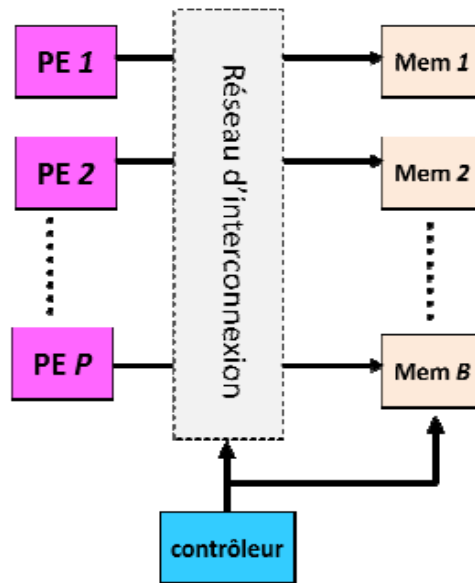 PE 1
Mem 1
PE 2
Mem 2
Réseau d'interconnexion
PE P
Mem B
contrôleur